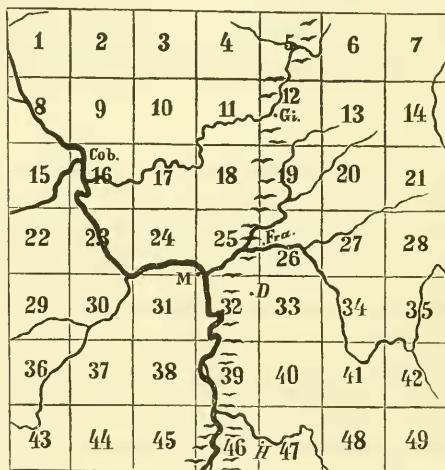 1 2 3 4 5 6 7
8 9 10 11 12 13 14
Gi.
Cob.
15 16 17 18 19 20 21
22 23 24 25 26 27 28
Fra.
M
D
29 30 31 32 33 34 35
36 37 38 39 40 41 42
43 44 45 46 47 48 49
H